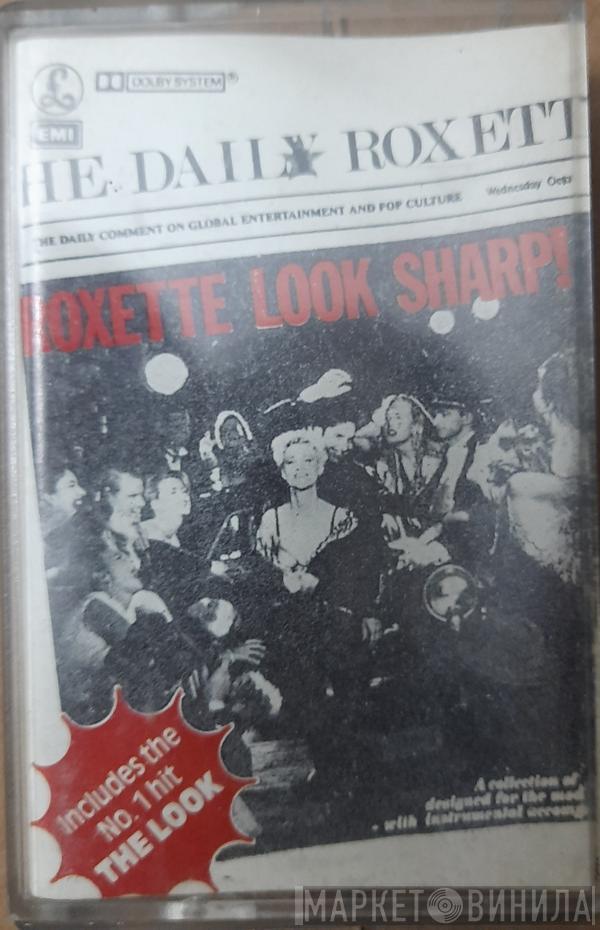 DOLBY SYSTEM®
EMI
HE DAILY ROXETT
THE DAILY COMMENT ON GLOBAL ENTERTAINMENT AND POP CULTURE
Wednesday
ROXETTE LOOK SHARP!
Includes the
No. 1 hit
THE LOOK
A collection of
designed for the mod
- with instrumental accomp
МАРКЕТ ВИНИЛА